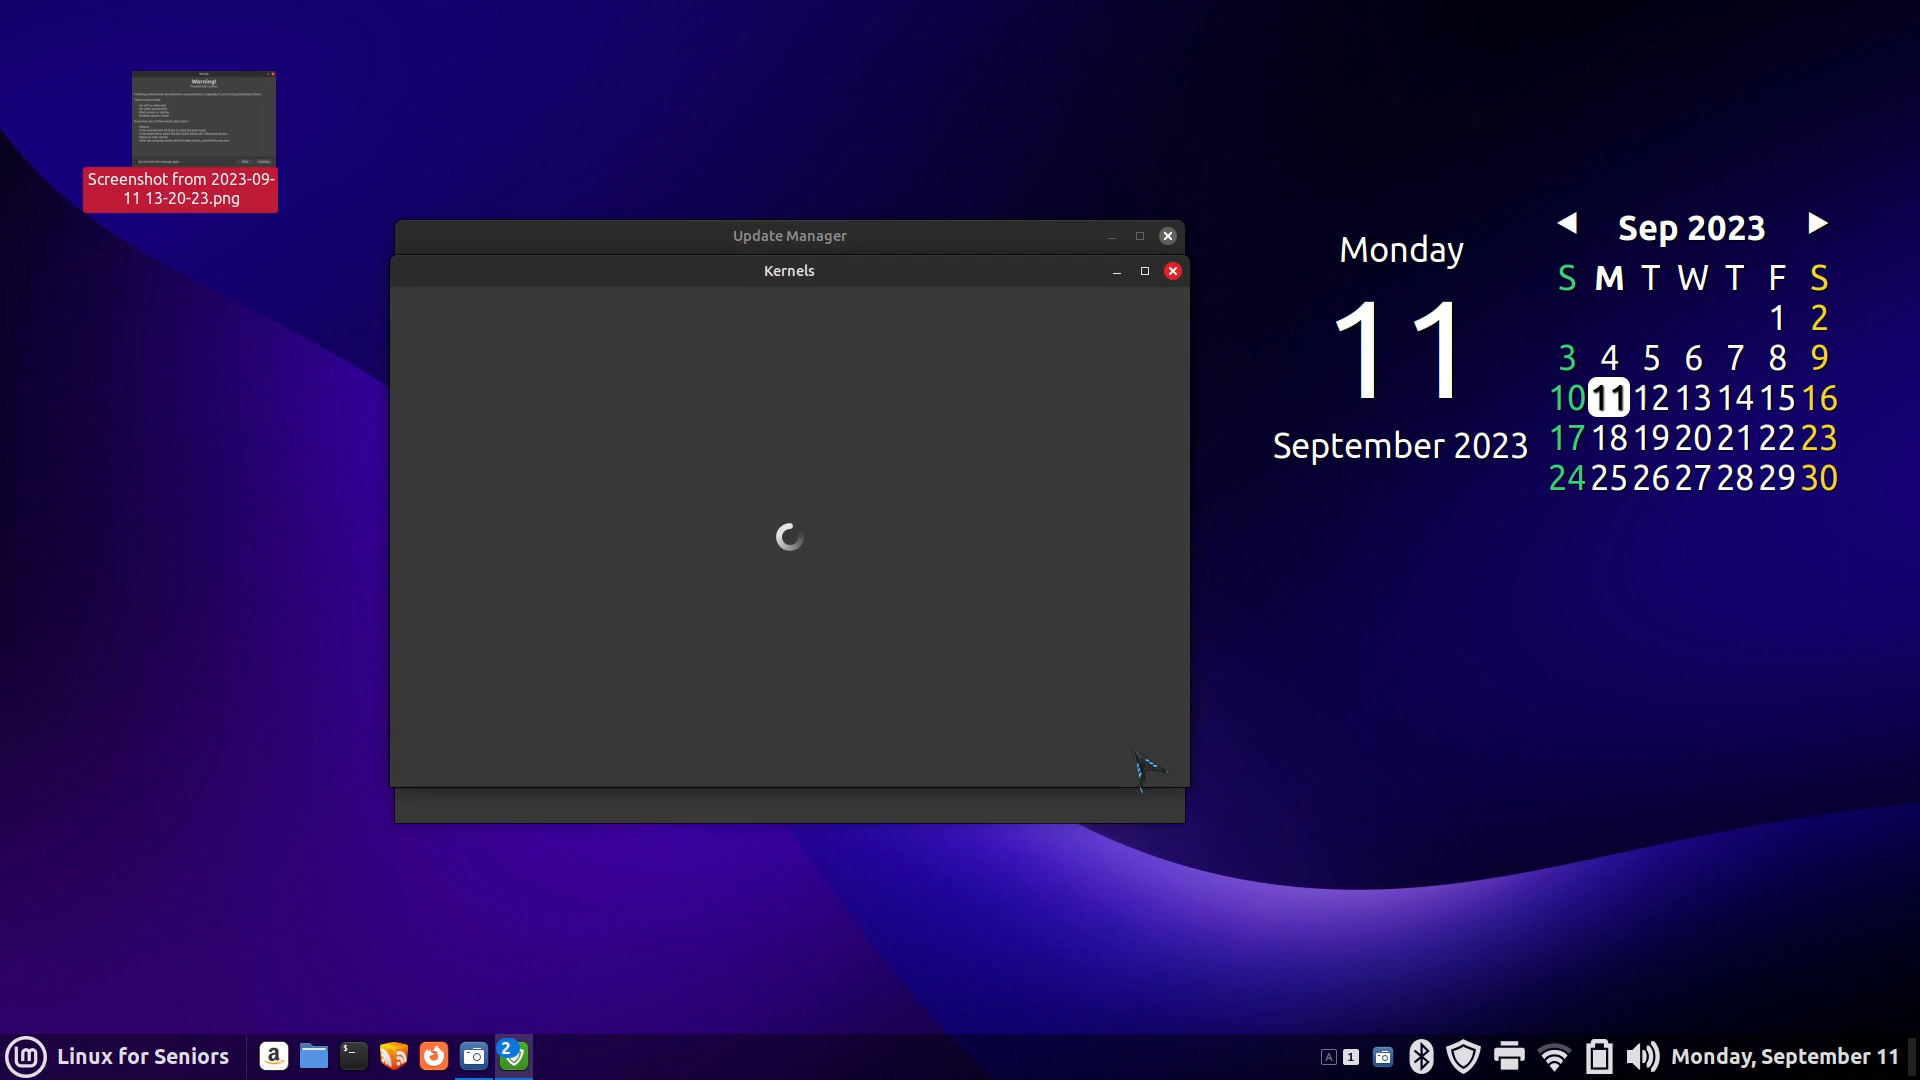 Warning!
Screenshot from 2023-09-
11 13-20-23.png
Update Manager
Kernels
Monday
11
September 2023
Sep 2023
S M T W T F S
1 2
3 4 5 6 7 8 9
10 11 12 13 14 15 16
17 18 19 20 21 22 23
24 25 26 27 28 29 30
Linux for Seniors
a
$_
2
A
1
Monday, September 11